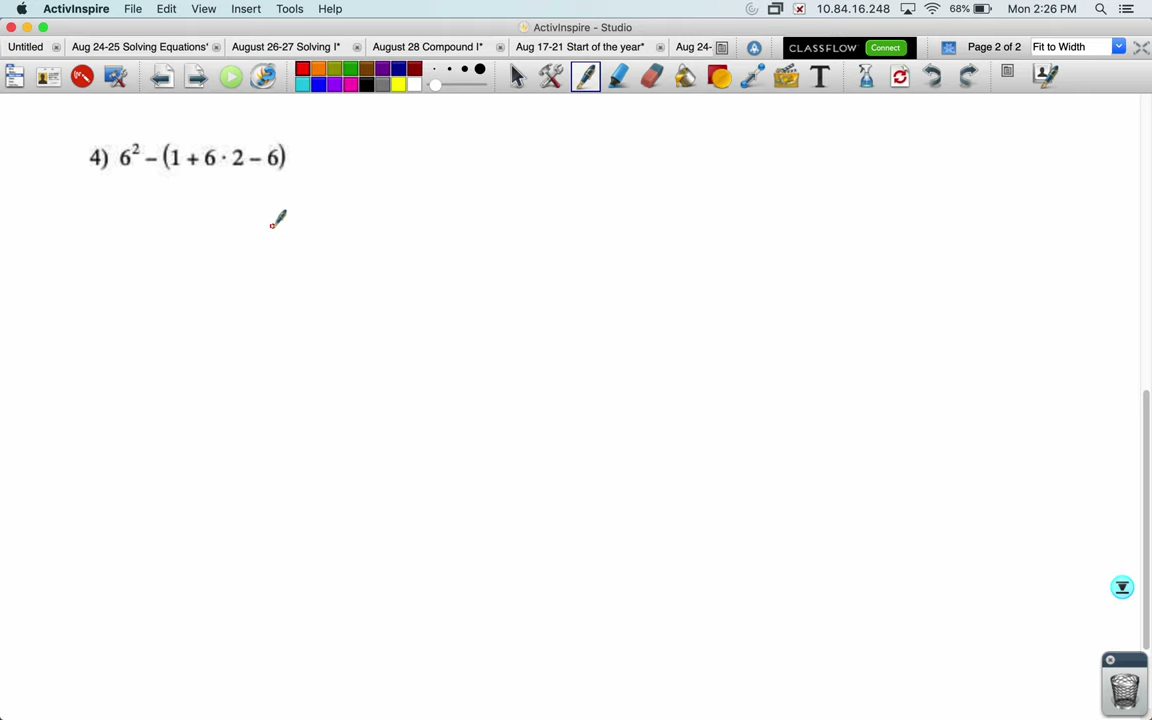 ActivInspire File Edit View Insert Tools Help 10.84.16.248 68% Mon 2:26 PM
ActivInspire - Studio
Untitled Aug 24-25 Solving Equations' August 26-27 Solving I* August 28 Compound I* Aug 17-21 Start of the year* Aug 24- CLASSFLOW Connect Page 2 of 2 Fit to Width
T
4) 6² – (1 + 6 · 2 – 6)